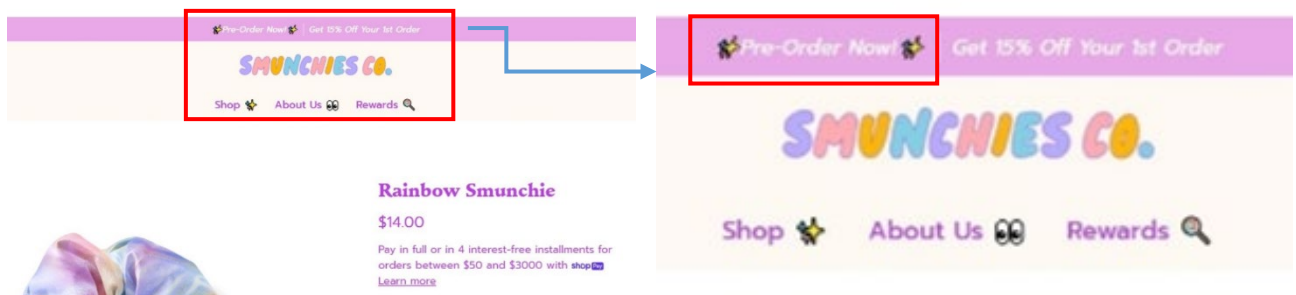 ✨Pre-Order Now!✨ | Get 15% Off Your 1st Order
SMUNCHIES CO.
Shop ✨ About Us 👀 Rewards 🔍
Rainbow Smunchie
$14.00
Pay in full or in 4 interest-free installments for
orders between $50 and $3000 with shop Pay
Learn more
✨Pre-Order Now!✨ Get 15% Off Your 1st Order
SMUNCHIES CO.
Shop ✨ About Us 👀 Rewards 🔍